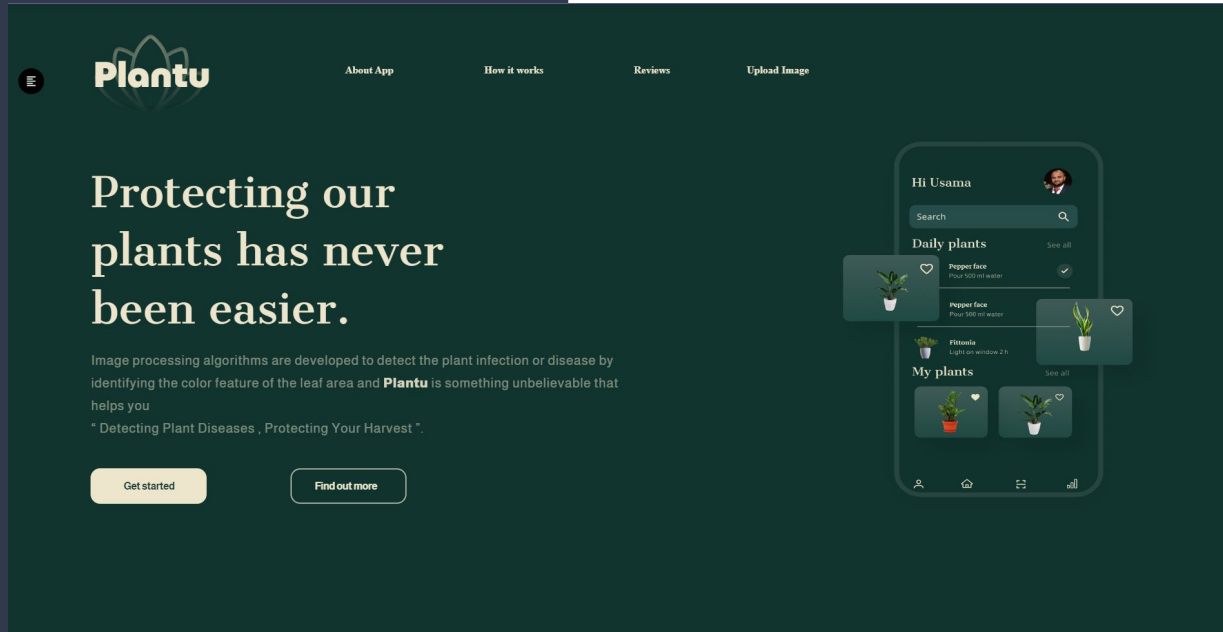 Plantu
About App
How it works
Reviews
Upload Image
Protecting our
plants has never
been easier.
Image processing algorithms are developed to detect the plant infection or disease by
identifying the color feature of the leaf area and Plantu is something unbelievable that
helps you
“ Detecting Plant Diseases , Protecting Your Harvest ”.
Get started
Find out more
Hi Usama
Search
Daily plants
See all
Pepper face
Pour 500 ml water
Pepper face
Pour 500 ml water
Fittonia
Light on window 2 h
My plants
See all